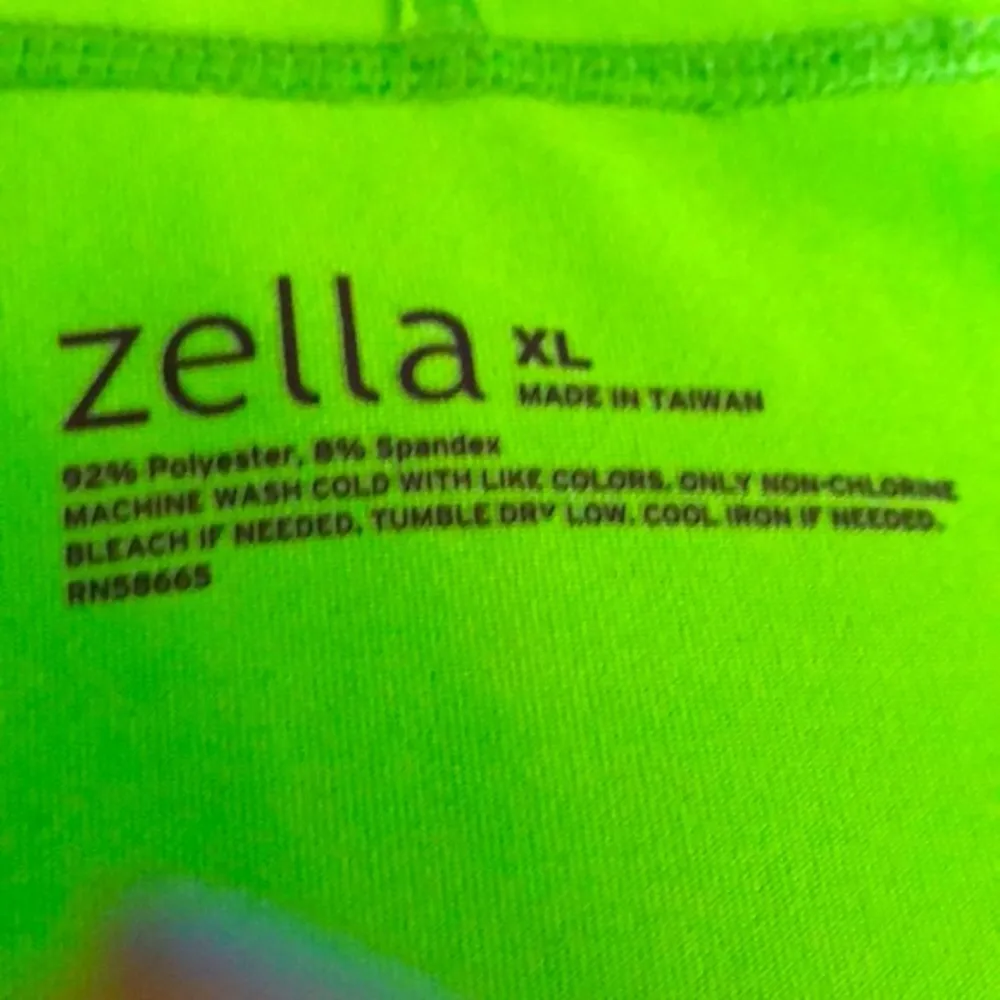 zella XL
MADE IN TAIWAN
92% Polyester, 8% Spandex
MACHINE WASH COLD WITH LIKE COLORS. ONLY NON-CHLORINE
BLEACH IF NEEDED. TUMBLE DRY LOW. COOL IRON IF NEEDED.
RN58665